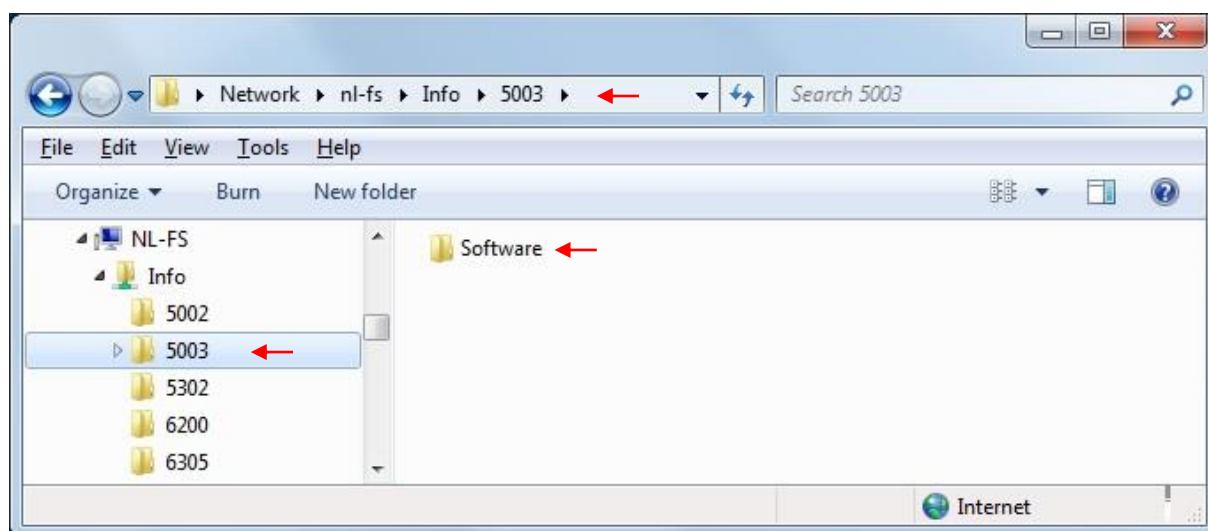 Network ▸ nl-fs ▸ Info ▸ 5003 ▸ Search 5003
File Edit View Tools Help
Organize Burn New folder
NL-FS
Info
5002
5003
5302
6200
6305
Software
Internet